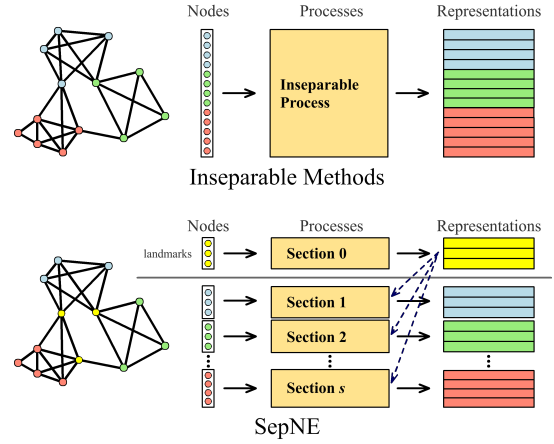 Nodes Processes Representations
Inseparable
Process
Inseparable Methods
Nodes Processes Representations
landmarks Section 0
Section 1
Section 2
Section s
SepNE